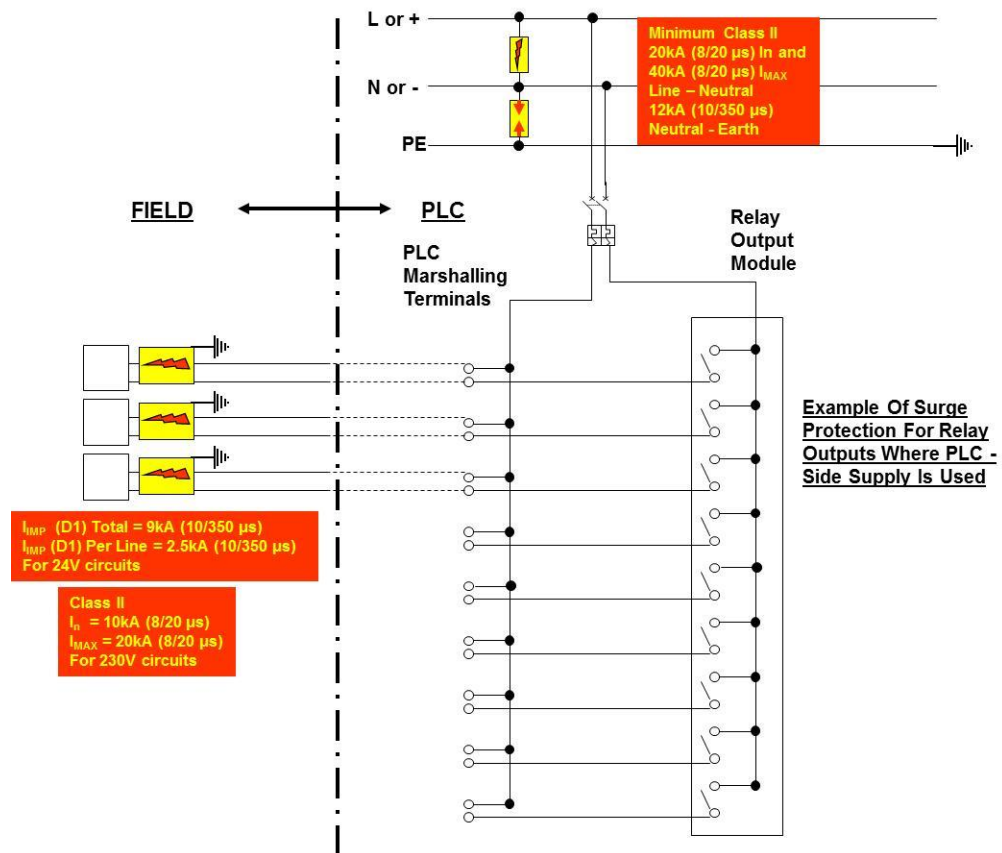 L or +
N or -
PE
Minimum Class II
20kA (8/20 µs) In and
40kA (8/20 µs) IMAX
Line – Neutral
12kA (10/350 µs)
Neutral - Earth
FIELD
PLC
PLC
Marshalling
Terminals
Relay
Output
Module
Example Of Surge
Protection For Relay
Outputs Where PLC -
Side Supply Is Used
IIMP (D1) Total = 9kA (10/350 µs)
IIMP (D1) Per Line = 2.5kA (10/350 µs)
For 24V circuits
Class II
In = 10kA (8/20 µs)
IMAX = 20kA (8/20 µs)
For 230V circuits